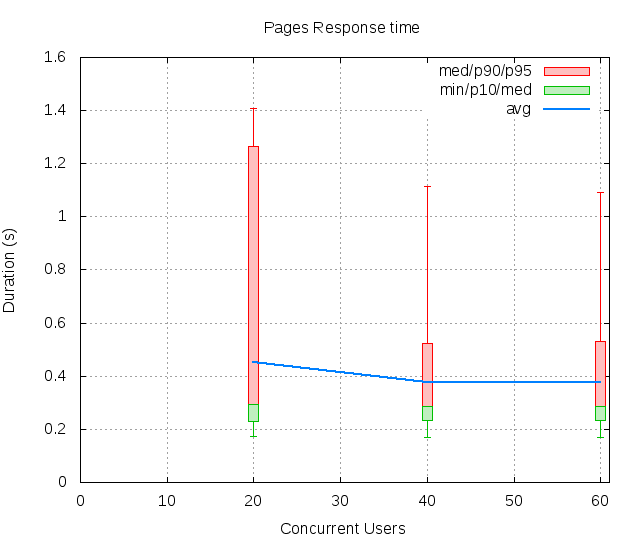 Pages Response time
med/p90/p95
min/p10/med
avg
1.6
1.4
1.2
1
0.8
0.6
0.4
0.2
0
Duration (s)
0 10 20 30 40 50 60
Concurrent Users